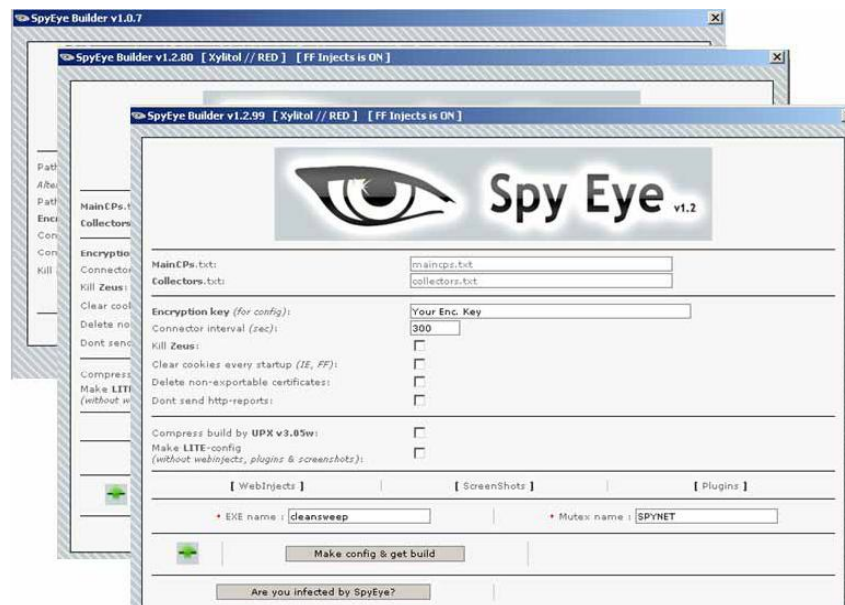 SpyEye Builder v1.0.7
SpyEye Builder v1.2.80 [ Xylitol // RED ] [ FF Injects is ON ]
SpyEye Builder v1.2.99 [ Xylitol // RED ] [ FF Injects is ON ]
Spy Eye v1.2
MainCPs.txt: maincps.txt
Collectors.txt: collectors.txt
Encryption key (for config): Your Enc. Key
Connector interval (sec): 300
Kill Zeus:
Clear cookies every startup (IE, FF):
Delete non-exportable certificates:
Dont send http-reports:
Compress build by UPX v3.05w:
Make LITE-config
(without webinjects, plugins & screenshots):
[ WebInjects ] [ ScreenShots ] [ Plugins ]
EXE name : cleansweep Mutex name : SPYNET
Make config & get build
Are you infected by SpyEye?
Path
Path
Con
Con
Kill
MainCPs.
Collectors
Encryptio
Connector
Kill Zeus:
Clear cool
Delete no
Dont send
Compress
Make LIT
(without w